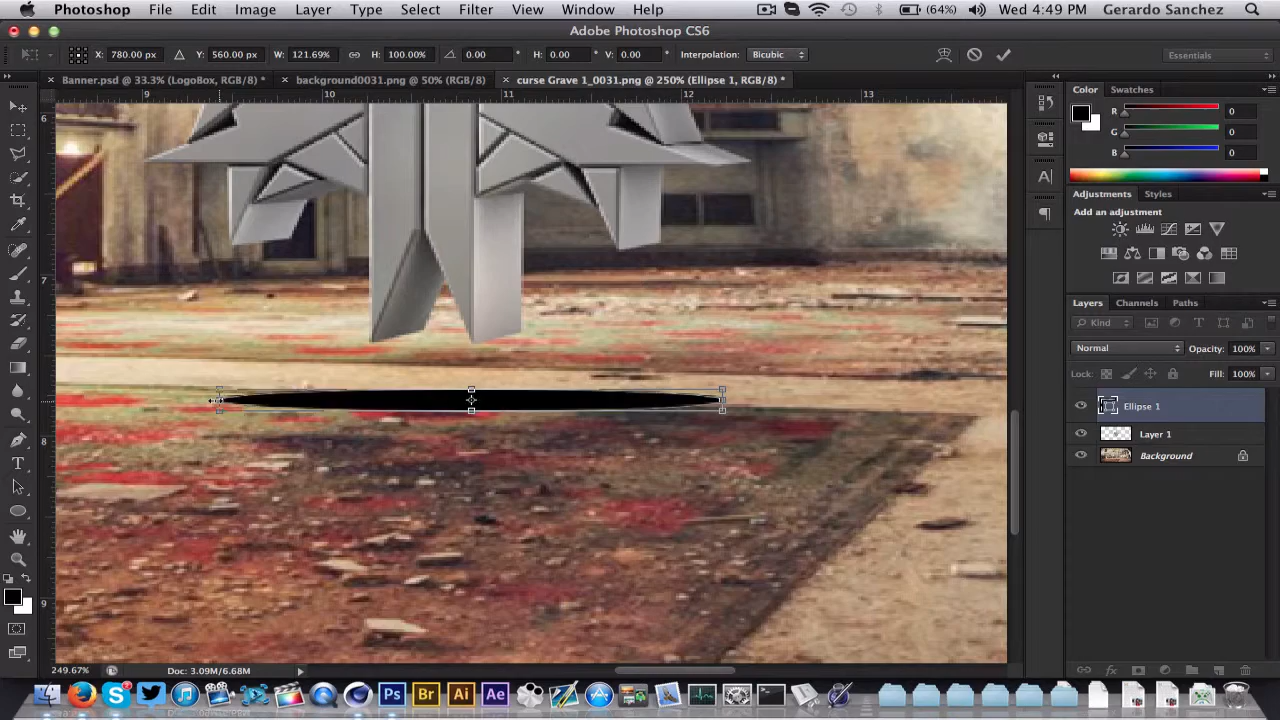 Photoshop File Edit Image Layer Type Select Filter View Window Help (64%) Wed 4:49 PM Gerardo Sanchez
Adobe Photoshop CS6
X: 780.00 px Y: 560.00 px W: 121.69% H: 100.00% 0.00 ° H: 0.00 ° V: 0.00 ° Interpolation: Bicubic Essentials
Banner.psd @ 33.3% (LogoBox, RGB/8) * background0031.png @ 50% (RGB/8) curse Grave 1_0031.png @ 250% (Ellipse 1, RGB/8) *
9 10 11 12 13
6
7
8
9
Color Swatches
R 0
G 0
B 0
Adjustments Styles
Add an adjustment
Layers Channels Paths
Kind
Normal Opacity: 100%
Lock: Fill: 100%
Ellipse 1
Layer 1
Background
249.67% Doc: 3.09M/6.68M
Ps Br Ai Ae